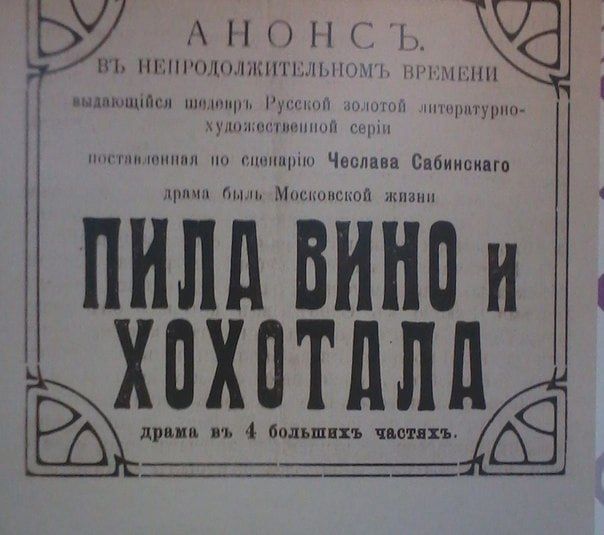 АНОНСЪ.
ВЪ НЕПРОДОЛЖИТЕЛЬНОМЪ ВРЕМЕНИ
выдающійся шедевръ Русской золотой литературно-
художественной серіи
поставленная по сценарію Чеслава Сабинскаго
драма быль Московской жизни
ПИЛА ВИНО и
ХОХОТАЛА
драма въ 4 большихъ частяхъ.